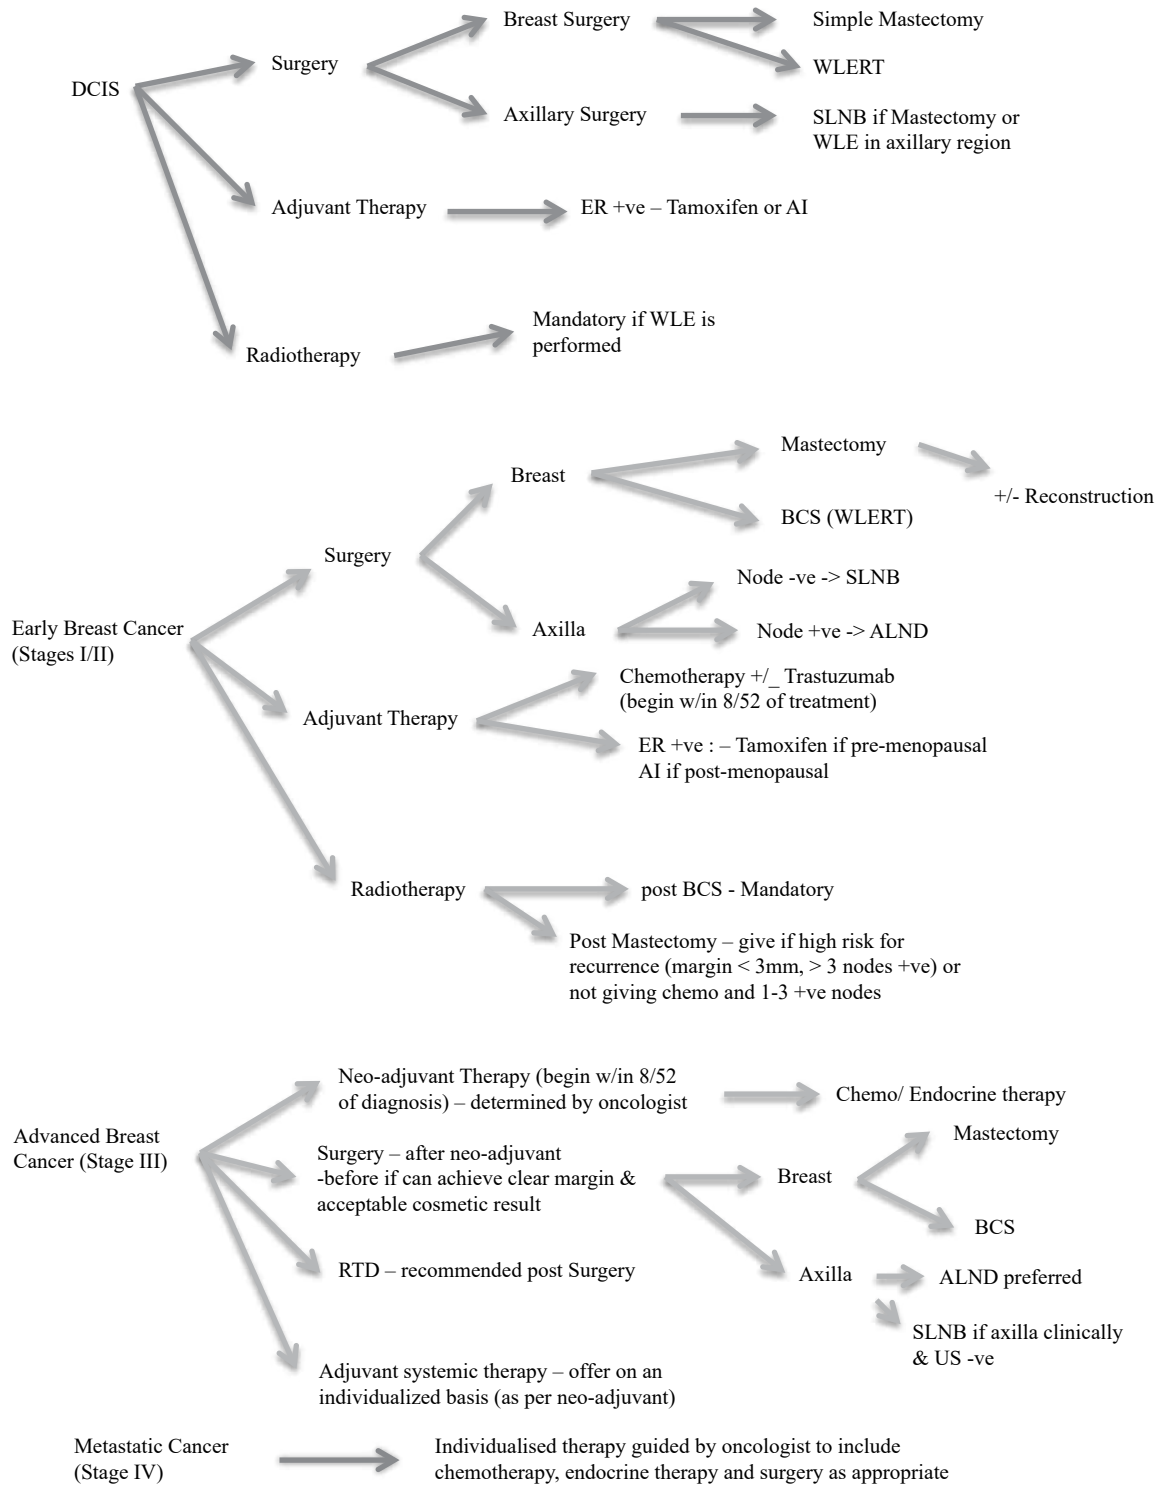 DCIS
Surgery
Breast Surgery
Simple Mastectomy
WLERT
Axillary Surgery
SLNB if Mastectomy or
WLE in axillary region
Adjuvant Therapy
ER +ve – Tamoxifen or AI
Radiotherapy
Mandatory if WLE is
performed
Early Breast Cancer
(Stages I/II)
Surgery
Breast
Mastectomy
+/- Reconstruction
BCS (WLERT)
Axilla
Node -ve -> SLNB
Node +ve -> ALND
Adjuvant Therapy
Chemotherapy +/_ Trastuzumab
(begin w/in 8/52 of treatment)
ER +ve : – Tamoxifen if pre-menopausal
AI if post-menopausal
Radiotherapy
post BCS - Mandatory
Post Mastectomy – give if high risk for
recurrence (margin < 3mm, > 3 nodes +ve) or
not giving chemo and 1-3 +ve nodes
Advanced Breast
Cancer (Stage III)
Neo-adjuvant Therapy (begin w/in 8/52
of diagnosis) – determined by oncologist
Chemo/ Endocrine therapy
Surgery – after neo-adjuvant
-before if can achieve clear margin &
acceptable cosmetic result
Breast
Mastectomy
BCS
Axilla
ALND preferred
SLNB if axilla clinically
& US -ve
RTD – recommended post Surgery
Adjuvant systemic therapy – offer on an
individualized basis (as per neo-adjuvant)
Metastatic Cancer
(Stage IV)
Individualised therapy guided by oncologist to include
chemotherapy, endocrine therapy and surgery as appropriate